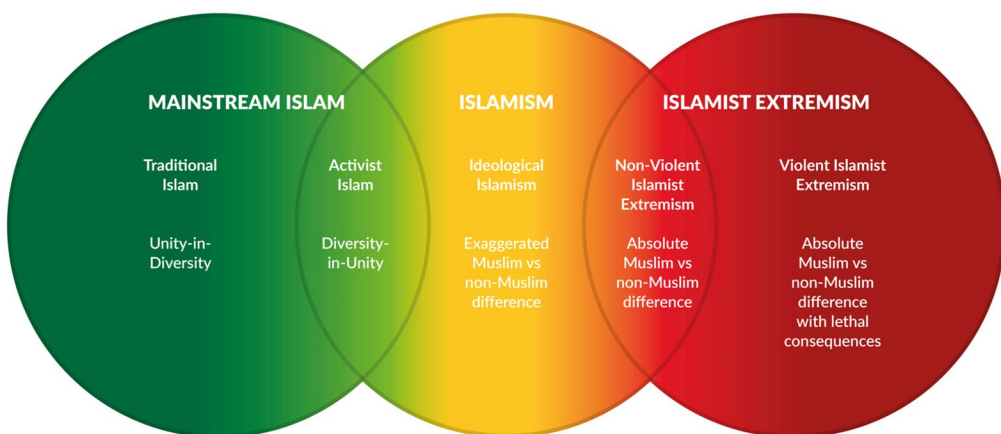 MAINSTREAM ISLAM
ISLAMISM
ISLAMIST EXTREMISM
Traditional
Islam
Activist
Islam
Ideological
Islamism
Non-Violent
Islamist
Extremism
Violent Islamist
Extremism
Unity-in-
Diversity
Diversity-
in-Unity
Exaggerated
Muslim vs
non-Muslim
difference
Absolute
Muslim vs
non-Muslim
difference
Absolute
Muslim vs
non-Muslim
difference
with lethal
consequences